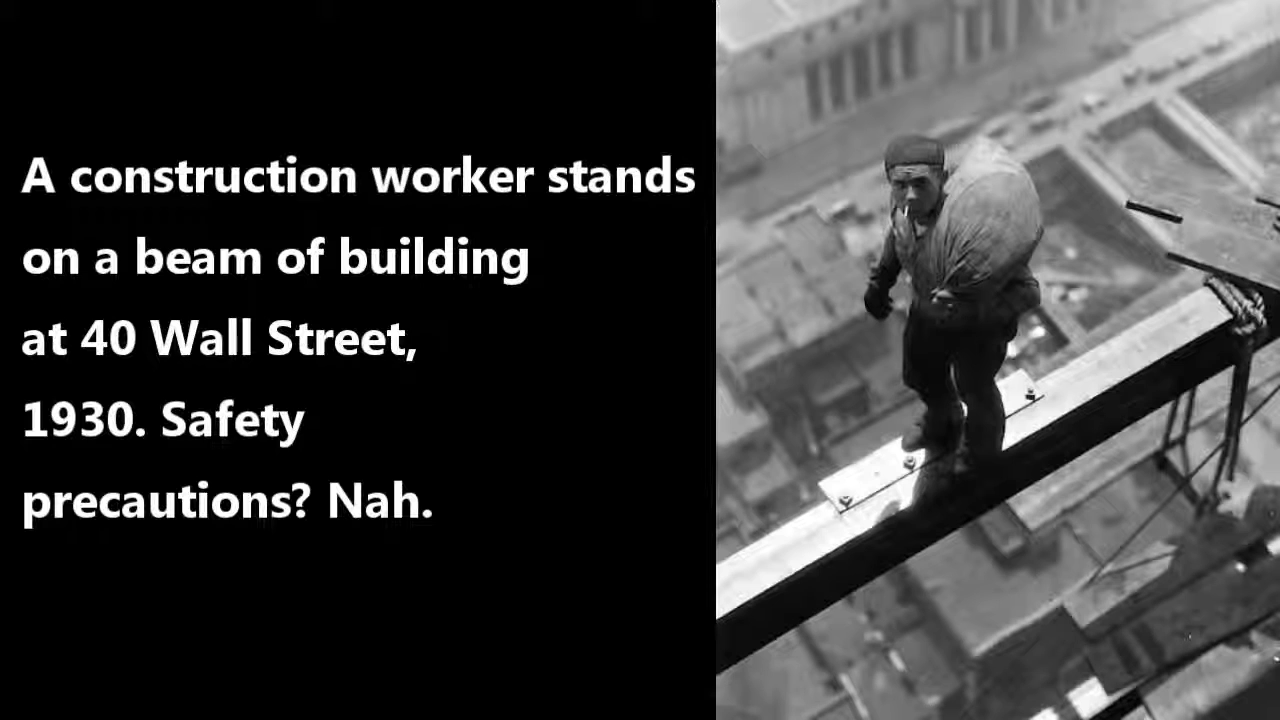 A construction worker stands
on a beam of building
at 40 Wall Street,
1930. Safety
precautions? Nah.